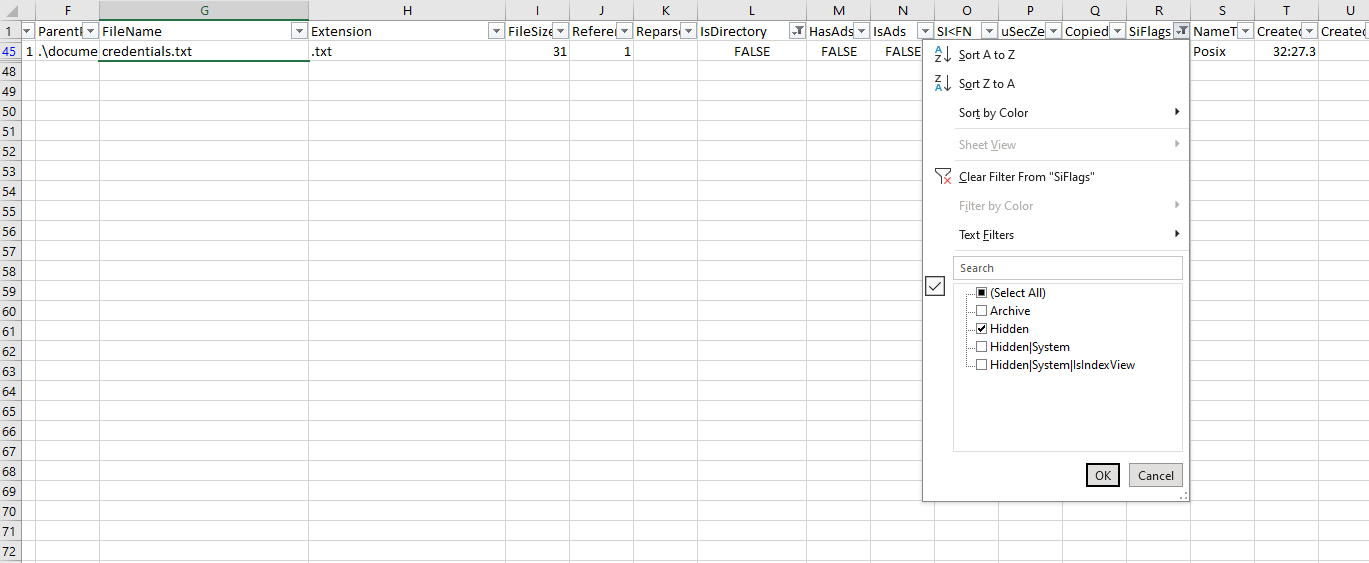 F G H I J K L M N O P Q R S T U
1 ParentP FileName Extension FileSize Referer Reparse IsDirectory HasAds IsAds SI<FN uSecZe Copied SiFlags NameT Created Created
45 1 .\docume credentials.txt .txt 31 1 FALSE FALSE FALSE Posix 32:27.3
Sort A to Z
48
Sort Z to A
49
50
Sort by Color
51
52
Sheet View
53
Clear Filter From "SiFlags"
54
55
Filter by Color
56
Text Filters
57
58
Search
59
(Select All)
60
Archive
61
Hidden
62
Hidden|System
63
Hidden|System|IsIndexView
64
65
66
67
68
OK Cancel
69
70
71
72